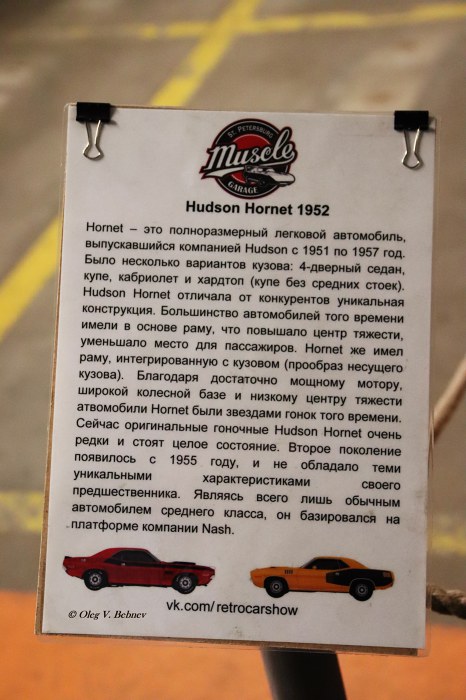 ST. PETERSBURG
Muscle
GARAGE
Hudson Hornet 1952
Hornet – это полноразмерный легковой автомобиль,
выпускавшийся компанией Hudson с 1951 по 1957 год.
Было несколько вариантов кузова: 4-дверный седан,
купе, кабриолет и хардтоп (купе без средних стоек).
Hudson Hornet отличала от конкурентов уникальная
конструкция. Большинство автомобилей того времени
имели в основе раму, что повышало центр тяжести,
уменьшало место для пассажиров. Hornet же имел
раму, интегрированную с кузовом (прообраз несущего
кузова). Благодаря достаточно мощному мотору,
широкой колесной базе и низкому центру тяжести
атвомобили Hornet были звездами гонок того времени.
Сейчас оригинальные гоночные Hudson Hornet очень
редки и стоят целое состояние. Второе поколение
появилось с 1955 году, и не обладало теми
уникальными характеристиками своего
предшественника. Являясь всего лишь обычным
автомобилем среднего класса, он базировался на
платформе компании Nash.
vk.com/retrocarshow
© Oleg V. Bebnev